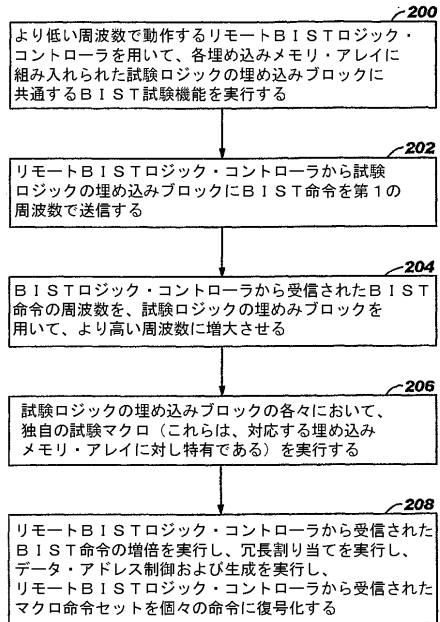 200
より低い周波数で動作するリモートBISTロジック・
コントローラを用いて、各埋め込みメモリ・アレイに
組み入れられた試験ロジックの埋め込みブロックに
共通するBIST試験機能を実行する
202
リモートBISTロジック・コントローラから試験
ロジックの埋め込みブロックにBIST命令を第1の
周波数で送信する
204
BISTロジック・コントローラから受信されたBIST
命令の周波数を、試験ロジックの埋めみブロックを
用いて、より高い周波数に増大させる
206
試験ロジックの埋め込みブロックの各々において、
独自の試験マクロ（これらは、対応する埋め込み
メモリ・アレイに対し特有である）を実行する
208
リモートBISTロジック・コントローラから受信された
BIST命令の増倍を実行し、冗長割り当てを実行し、
データ・アドレス制御および生成を実行し、
リモートBISTロジック・コントローラから受信された
マクロ命令セットを個々の命令に復号化する